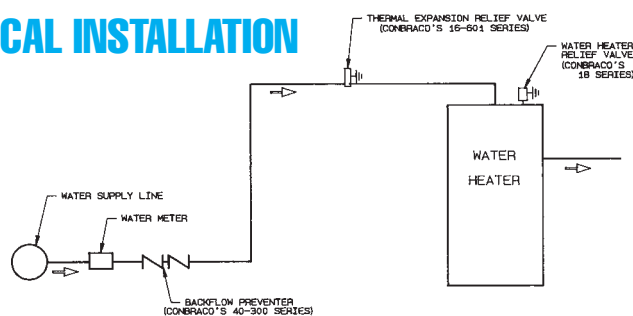 CAL INSTALLATION
THERMAL EXPANSION RELIEF VALVE
(CONBRACO'S 16-601 SERIES)
WATER HEATER
RELIEF VALVE
(CONBRACO'S
18 SERIES)
WATER
HEATER
WATER SUPPLY LINE
WATER METER
BACKFLOW PREVENTER
(CONBRACO'S 40-300 SERIES)